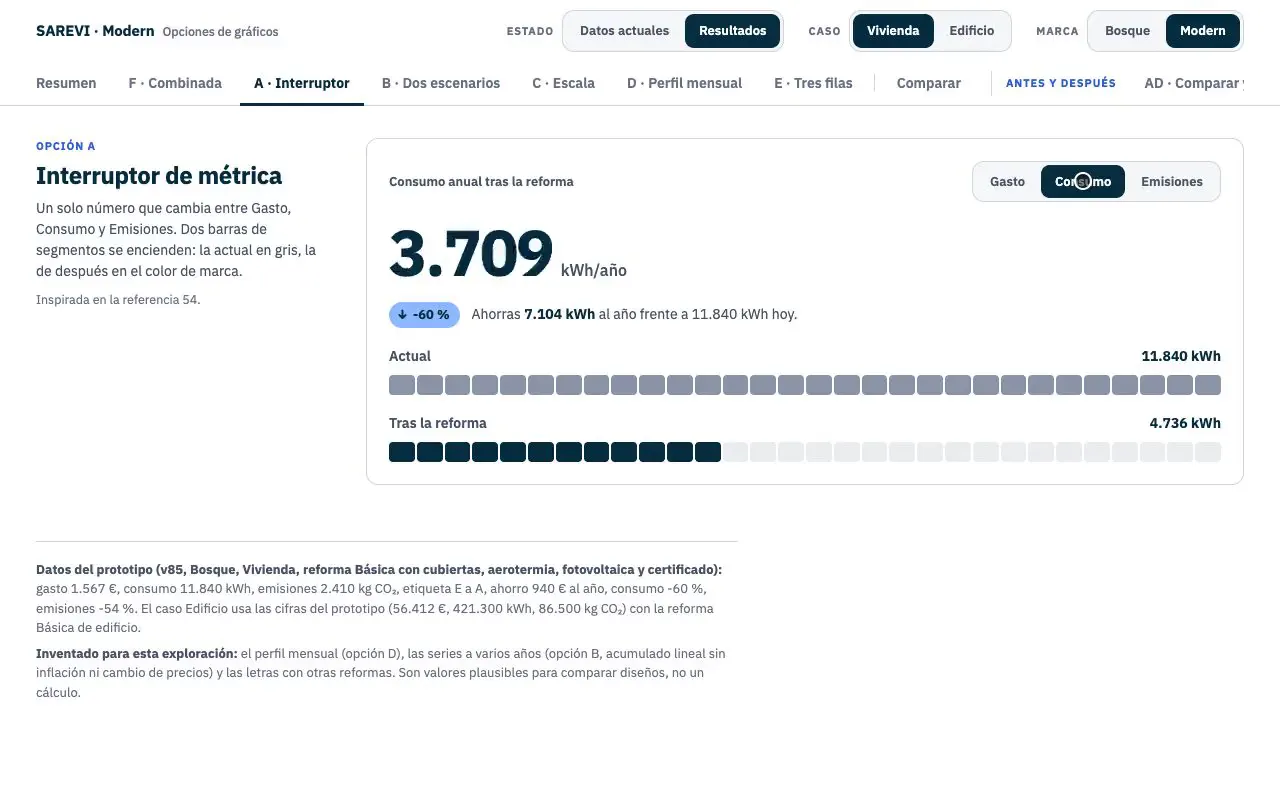 SAREVI · Modern Opciones de gráficos
ESTADO Datos actuales Resultados CASO Vivienda Edificio MARCA Bosque Modern
Resumen F · Combinada A · Interruptor B · Dos escenarios C · Escala D · Perfil mensual E · Tres filas Comparar ANTES Y DESPUÉS AD · Comparar
OPCIÓN A
Interruptor de métrica
Un solo número que cambia entre Gasto,
Consumo y Emisiones. Dos barras de
segmentos se encienden: la actual en gris, la
de después en el color de marca.
Inspirada en la referencia 54.
Consumo anual tras la reforma
Gasto Consumo Emisiones
3.709 kWh/año
↓ -60 % Ahorras 7.104 kWh al año frente a 11.840 kWh hoy.
Actual 11.840 kWh
Tras la reforma 4.736 kWh
Datos del prototipo (v85, Bosque, Vivienda, reforma Básica con cubiertas, aerotermia, fotovoltaica y certificado):
gasto 1.567 €, consumo 11.840 kWh, emisiones 2.410 kg CO₂, etiqueta E a A, ahorro 940 € al año, consumo -60 %,
emisiones -54 %. El caso Edificio usa las cifras del prototipo (56.412 €, 421.300 kWh, 86.500 kg CO₂) con la reforma
Básica de edificio.
Inventado para esta exploración: el perfil mensual (opción D), las series a varios años (opción B, acumulado lineal sin
inflación ni cambio de precios) y las letras con otras reformas. Son valores plausibles para comparar diseños, no un
cálculo.